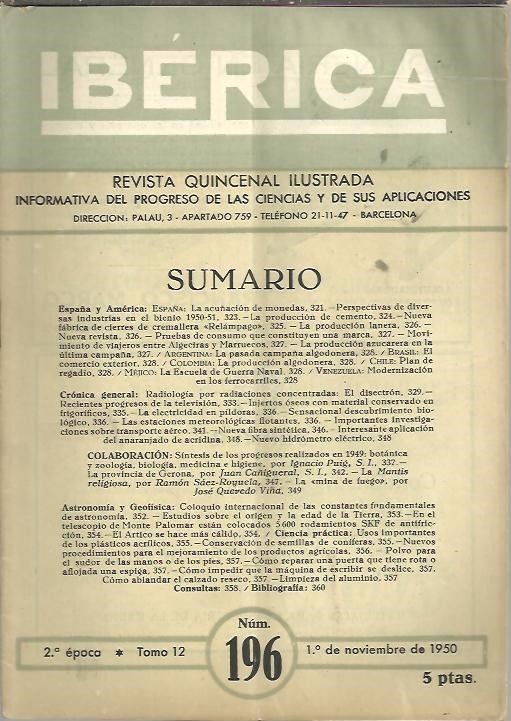 IBÉRICA
REVISTA QUINCENAL ILUSTRADA
INFORMATIVA DEL PROGRESO DE LAS CIENCIAS Y DE SUS APLICACIONES
DIRECCION: PALAU, 3 - APARTADO 759 - TELÉFONO 21-11-47 - BARCELONA
SUMARIO
España y América: ESPAÑA: La acuñación de monedas, 321. — Perspectivas de diver-
sas industrias en el bienio 1950-51, 323. — La producción de cemento, 324. — Nueva
fábrica de cierres de cremallera «Relámpago», 325. — La producción lanera, 326. —
Nueva revista, 326. — Pruebas de consumo que constituyen una marca, 327. — Movi-
miento de viajeros entre Algeciras y Marruecos, 327. — La producción azucarera en la
última campaña, 327. / ARGENTINA: La pasada campaña algodonera, 328. / BRASIL: El
comercio exterior, 328. / COLOMBIA: La producción algodonera, 328. / CHILE: Plan de
regadío, 328. / MÉJICO: La Escuela de Guerra Naval, 328. / VENEZUELA: Modernización
en los ferrocarriles, 328
Crónica general: Radiología por radiaciones concentradas: El disectrón, 329. —
Recientes progresos de la televisión, 333. — Injertos óseos con material conservado en
frigoríficos, 335. — La electricidad en píldoras, 336. — Sensacional descubrimiento bio-
lógico, 336. — Las estaciones meteorológicas flotantes, 336. — Importantes investiga-
ciones sobre transporte aéreo, 341. — Nueva fibra sintética, 346. — Interesante aplicación
del anaranjado de acridina, 348. — Nuevo hidrómetro eléctrico, 348
COLABORACIÓN: Síntesis de los progresos realizados en 1949: botánica
y zoología, biología, medicina e higiene, por Ignacio Puig, S. I., 337. —
La provincia de Gerona, por Juan Cañigueral, S. I., 342. — La Mantis
religiosa, por Ramón Sáez-Royuela, 347. — La «mina de fuego», por
José Quevedo Viña, 349
Astronomía y Geofísica: Coloquio internacional de las constantes fundamentales
de astronomía, 352. — Estudios sobre el origen y la edad de la Tierra, 353. — En el
telescopio de Monte Palomar están colocados 5600 rodamientos SKF de antifric-
ción, 354. — El Artico se hace más cálido, 354. / Ciencia práctica: Usos importantes
de los plásticos acrílicos, 355. — Conservación de semillas de coníferas, 355. — Nuevos
procedimientos para el mejoramiento de los productos agrícolas, 356. — Polvo para
el sudor de las manos o de los pies, 357. — Cómo reparar una puerta que tiene rota o
aflojada una espiga, 357. — Cómo impedir que la máquina de escribir se deslice, 357.
Cómo ablandar el calzado reseco, 357. — Limpieza del aluminio, 357
Consultas: 358. / Bibliografía: 360
2.ª época * Tomo 12
Núm.
196
1.º de noviembre de 1950
5 ptas.